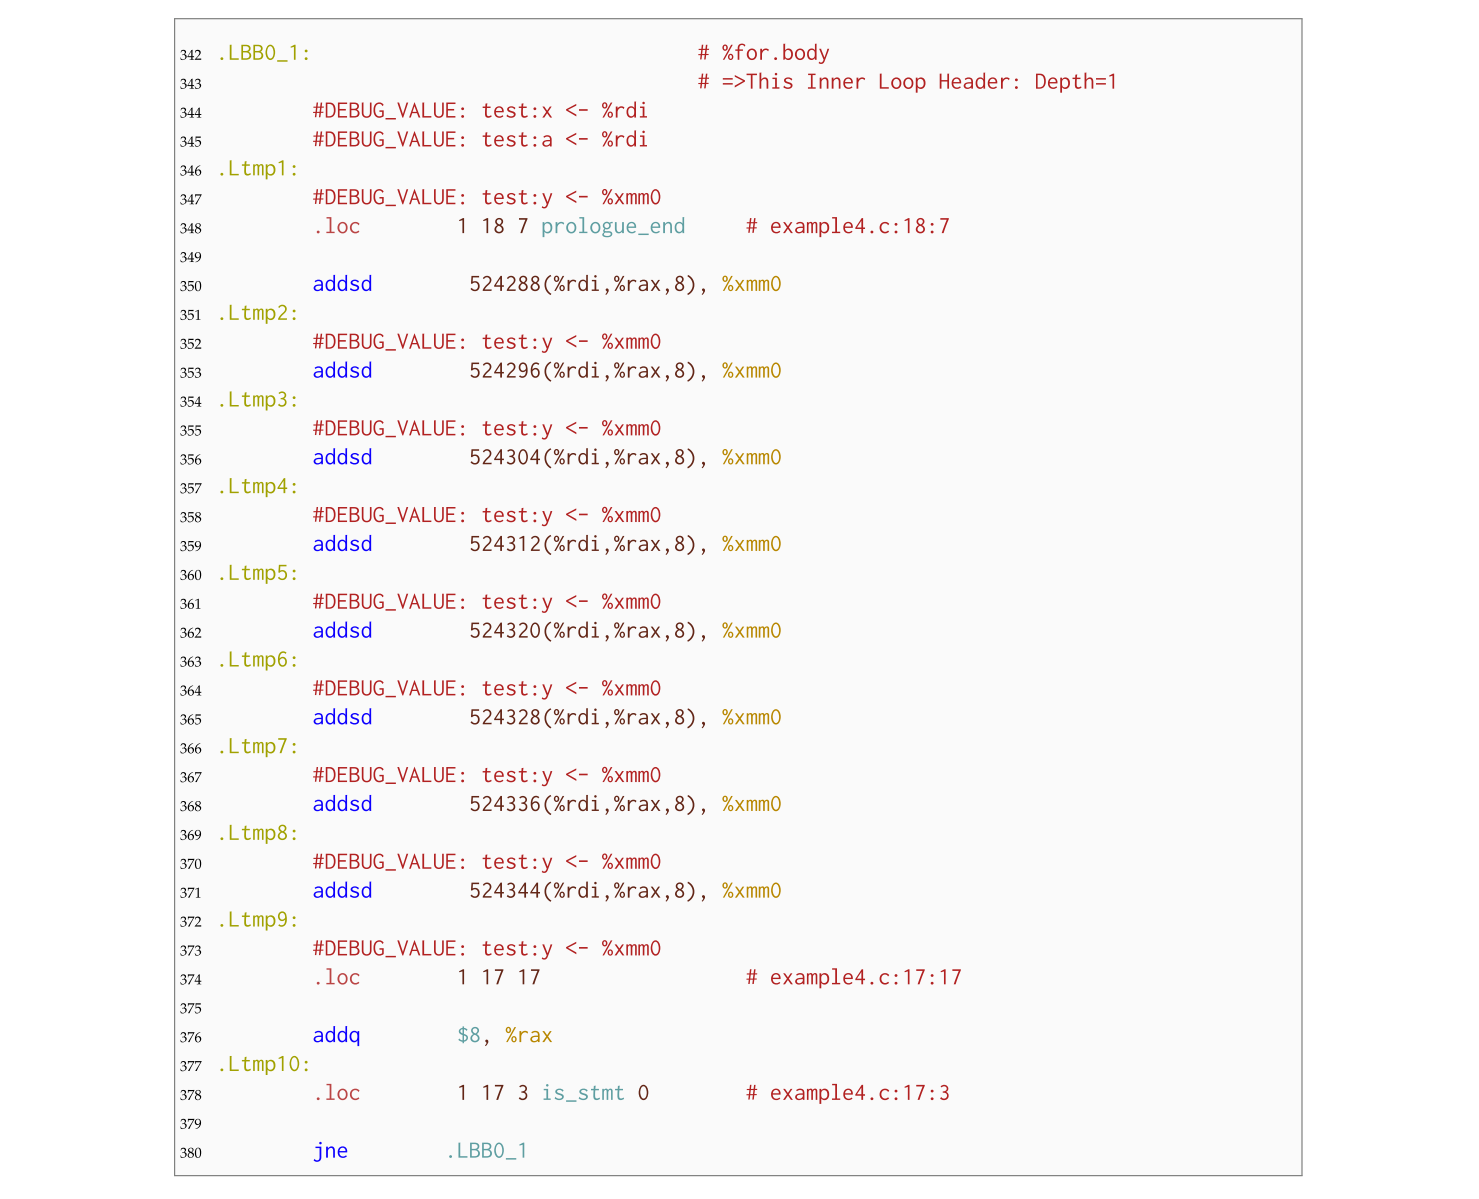 342 .LBB0_1: # %for.body
343 # =>This Inner Loop Header: Depth=1
344 #DEBUG_VALUE: test:x <- %rdi
345 #DEBUG_VALUE: test:a <- %rdi
346 .Ltmp1:
347 #DEBUG_VALUE: test:y <- %xmm0
348 .loc 1 18 7 prologue_end # example4.c:18:7
349
350 addsd 524288(%rdi,%rax,8), %xmm0
351 .Ltmp2:
352 #DEBUG_VALUE: test:y <- %xmm0
353 addsd 524296(%rdi,%rax,8), %xmm0
354 .Ltmp3:
355 #DEBUG_VALUE: test:y <- %xmm0
356 addsd 524304(%rdi,%rax,8), %xmm0
357 .Ltmp4:
358 #DEBUG_VALUE: test:y <- %xmm0
359 addsd 524312(%rdi,%rax,8), %xmm0
360 .Ltmp5:
361 #DEBUG_VALUE: test:y <- %xmm0
362 addsd 524320(%rdi,%rax,8), %xmm0
363 .Ltmp6:
364 #DEBUG_VALUE: test:y <- %xmm0
365 addsd 524328(%rdi,%rax,8), %xmm0
366 .Ltmp7:
367 #DEBUG_VALUE: test:y <- %xmm0
368 addsd 524336(%rdi,%rax,8), %xmm0
369 .Ltmp8:
370 #DEBUG_VALUE: test:y <- %xmm0
371 addsd 524344(%rdi,%rax,8), %xmm0
372 .Ltmp9:
373 #DEBUG_VALUE: test:y <- %xmm0
374 .loc 1 17 17 # example4.c:17:17
375
376 addq $8, %rax
377 .Ltmp10:
378 .loc 1 17 3 is_stmt 0 # example4.c:17:3
379
380 jne .LBB0_1